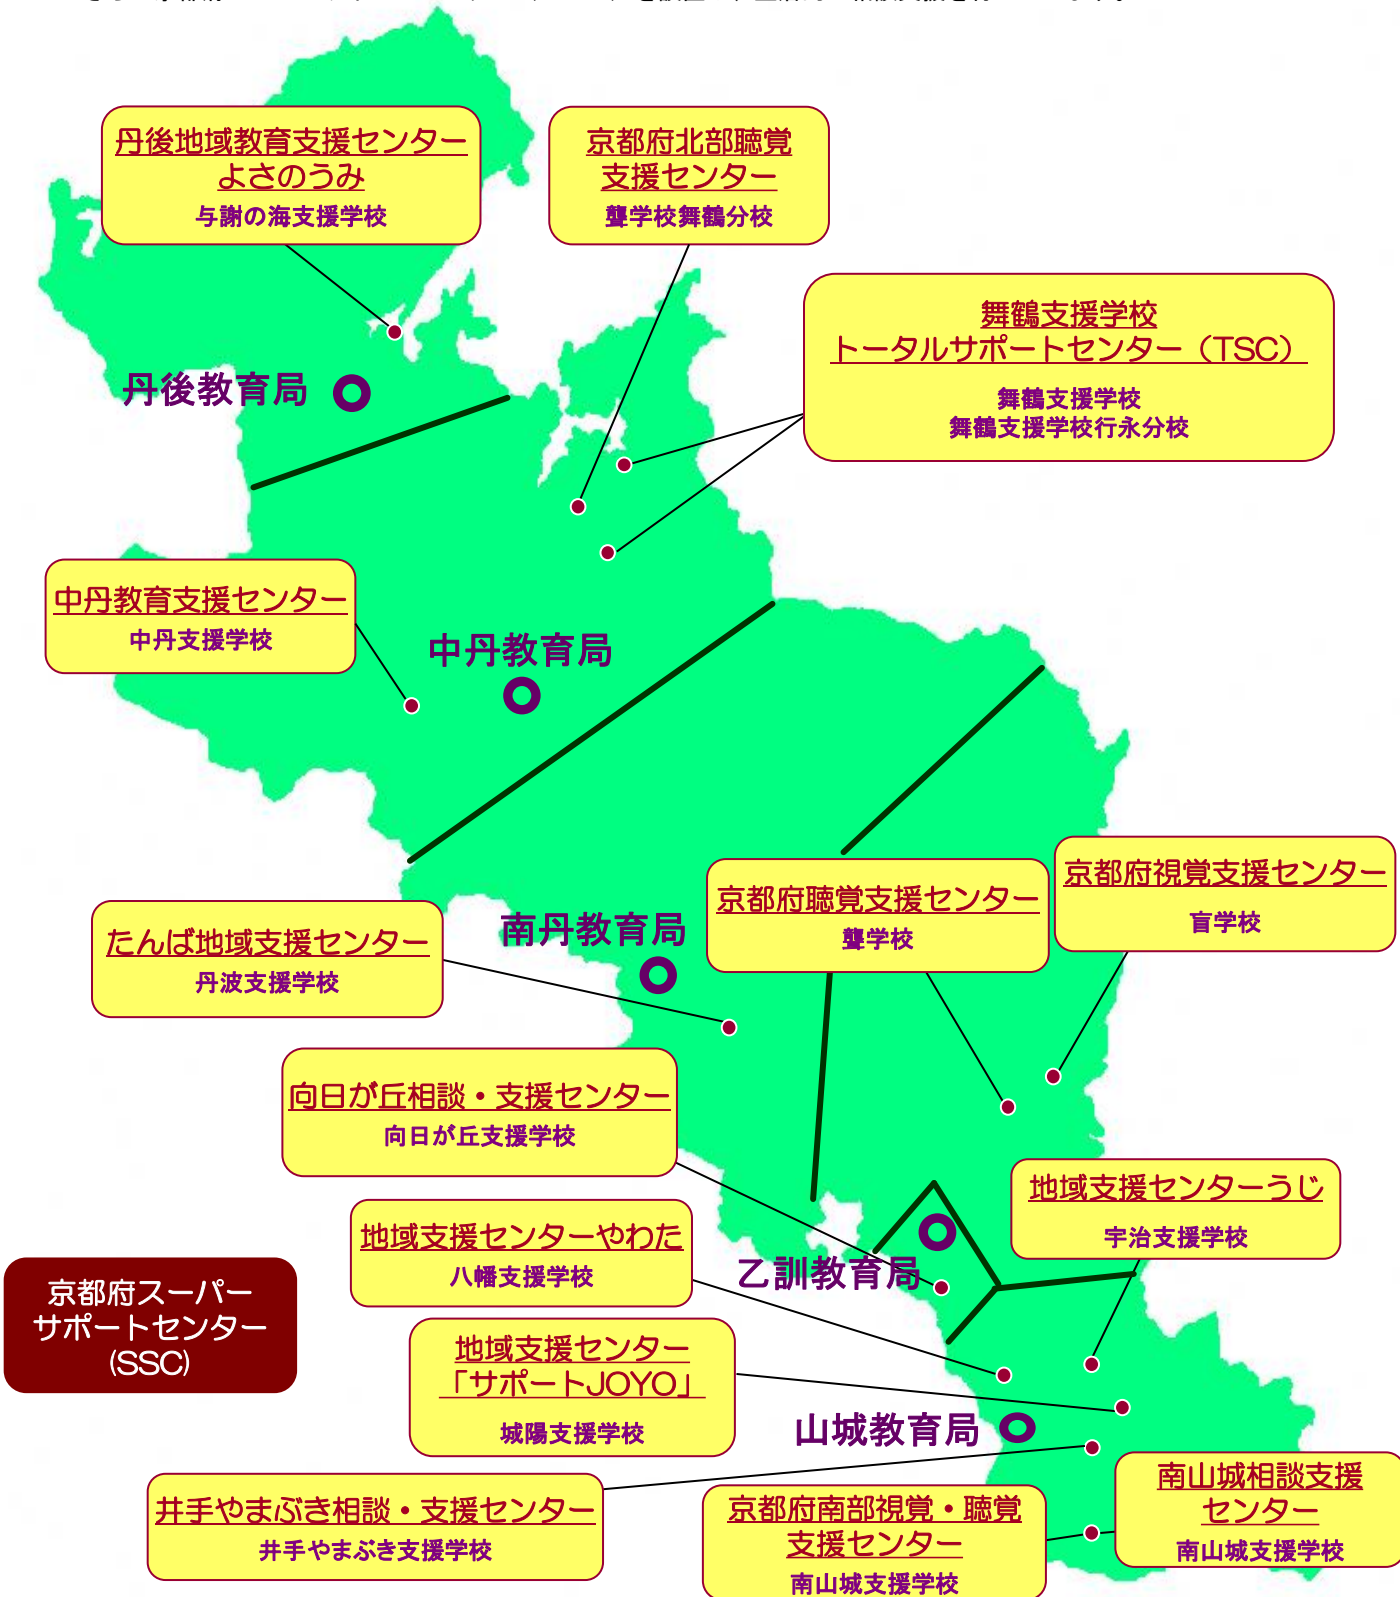 丹後地域教育支援センター
よさのうみ
与謝の海支援学校
京都府北部聴覚
支援センター
聾学校舞鶴分校
舞鶴支援学校
トータルサポートセンター（TSC）
舞鶴支援学校
舞鶴支援学校行永分校
丹後教育局
中丹教育支援センター
中丹支援学校
中丹教育局
京都府聴覚支援センター
聾学校
京都府視覚支援センター
盲学校
たんば地域支援センター
丹波支援学校
南丹教育局
向日が丘相談・支援センター
向日が丘支援学校
地域支援センターうじ
宇治支援学校
地域支援センターやわた
八幡支援学校
乙訓教育局
京都府スーパー
サポートセンター
(SSC)
地域支援センター
「サポートJOYO」
城陽支援学校
山城教育局
井手やまぶき相談・支援センター
井手やまぶき支援学校
京都府南部視覚・聴覚
支援センター
南山城支援学校
南山城相談支援
センター
南山城支援学校